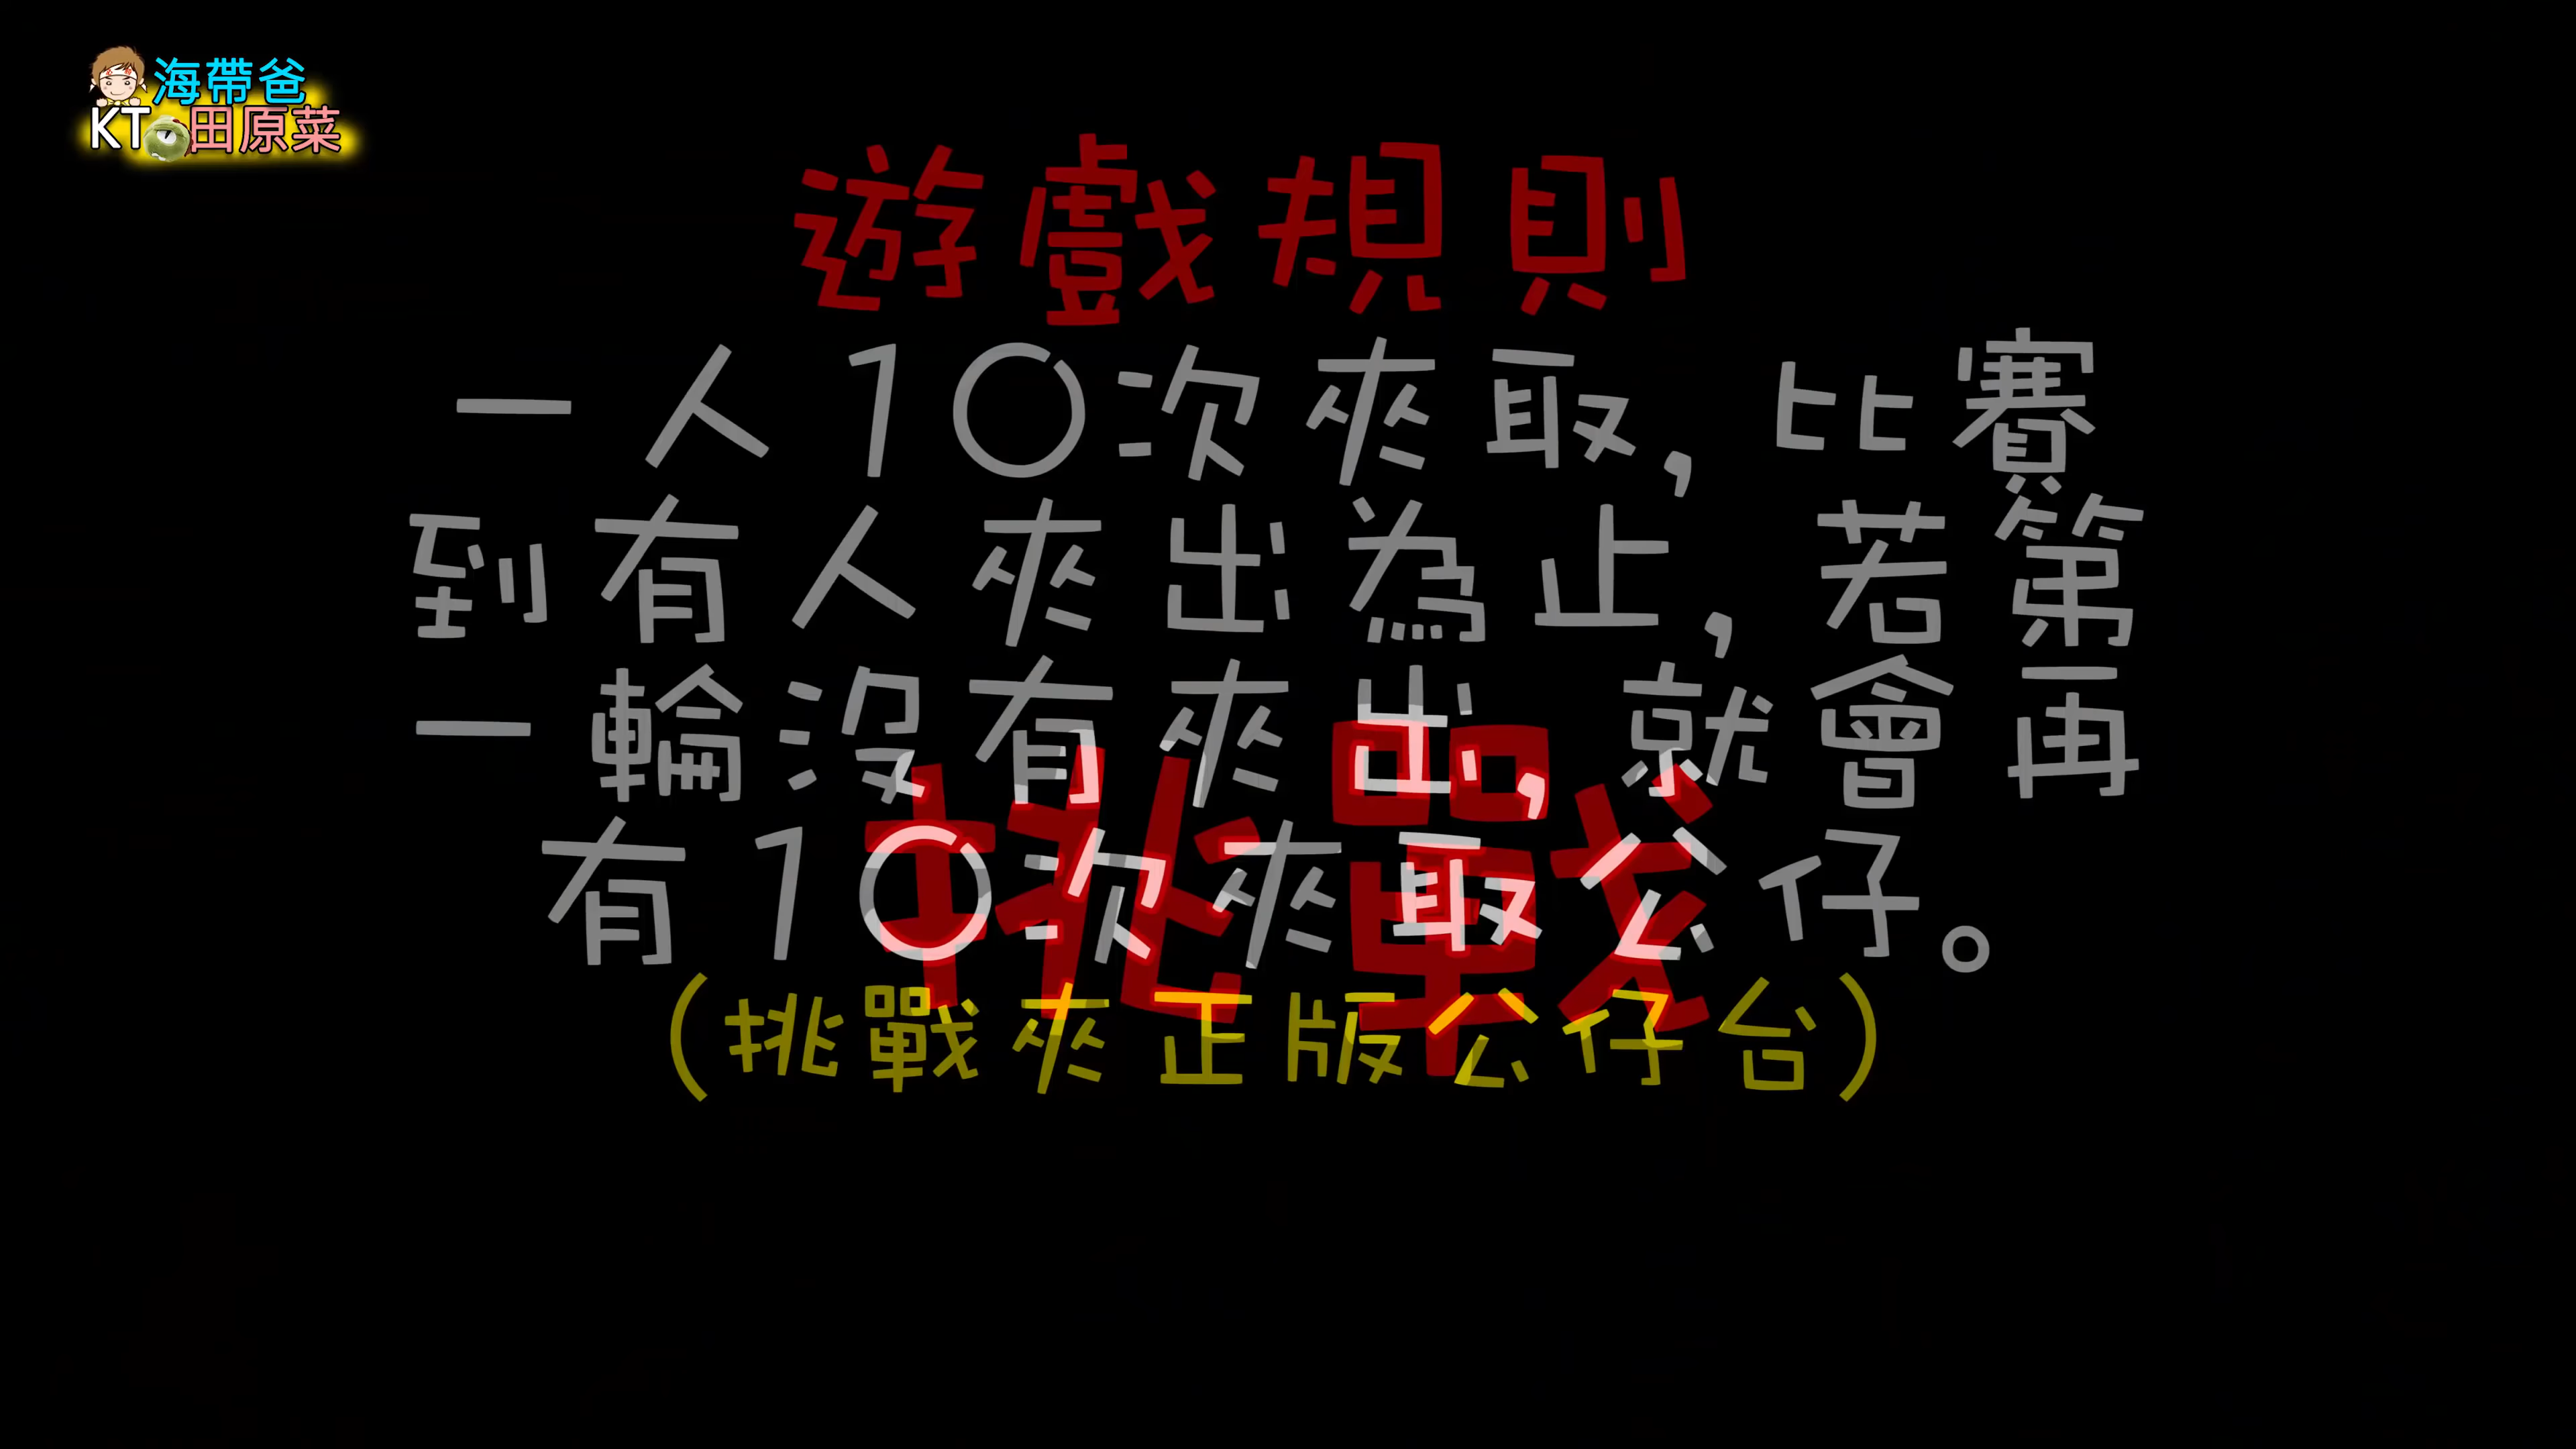 海帶爸
KT田原菜
遊戲規則
一人10次夾取,比賽
到有人夾出為止,若第
一輪沒有夾出,就會再
有10次夾取公仔。
挑戰
(挑戰夾正版公仔台)